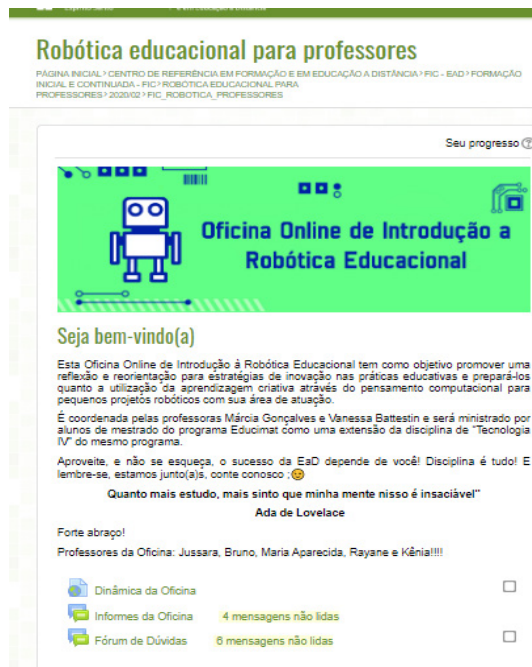 Robótica educacional para professores
PÁGINA INICIAL > CENTRO DE REFERÊNCIA EM FORMAÇÃO E EM EDUCAÇÃO A DISTÂNCIA > FIC - EAD > FORMAÇÃO
INICIAL E CONTINUADA - FIC > ROBÓTICA EDUCACIONAL PARA
PROFESSORES > 2020/02 > FIC_ROBOTICA_PROFESSORES
Seu progresso
Oficina Online de Introdução a
Robótica Educacional
Seja bem-vindo(a)
Esta Oficina Online de Introdução à Robótica Educacional tem como objetivo promover uma
reflexão e reorientação para estratégias de inovação nas práticas educativas e prepará-los
quanto a utilização da aprendizagem criativa através do pensamento computacional para
pequenos projetos robóticos com sua área de atuação.
É coordenada pelas professoras Márcia Gonçalves e Vanessa Battestin e será ministrado por
alunos de mestrado do programa Educimat como uma extensão da disciplina de "Tecnologia
IV" do mesmo programa.
Aproveite, e não se esqueça, o sucesso da EaD depende de você! Disciplina é tudo! E
lembre-se, estamos junto(a)s, conte conosco ;
Quanto mais estudo, mais sinto que minha mente nisso é insaciável"
Ada de Lovelace
Forte abraço!
Professores da Oficina: Jussara, Bruno, Maria Aparecida, Rayane e Kênia!!!!
Dinâmica da Oficina
Informes da Oficina 4 mensagens não lidas
Fórum de Dúvidas 6 mensagens não lidas